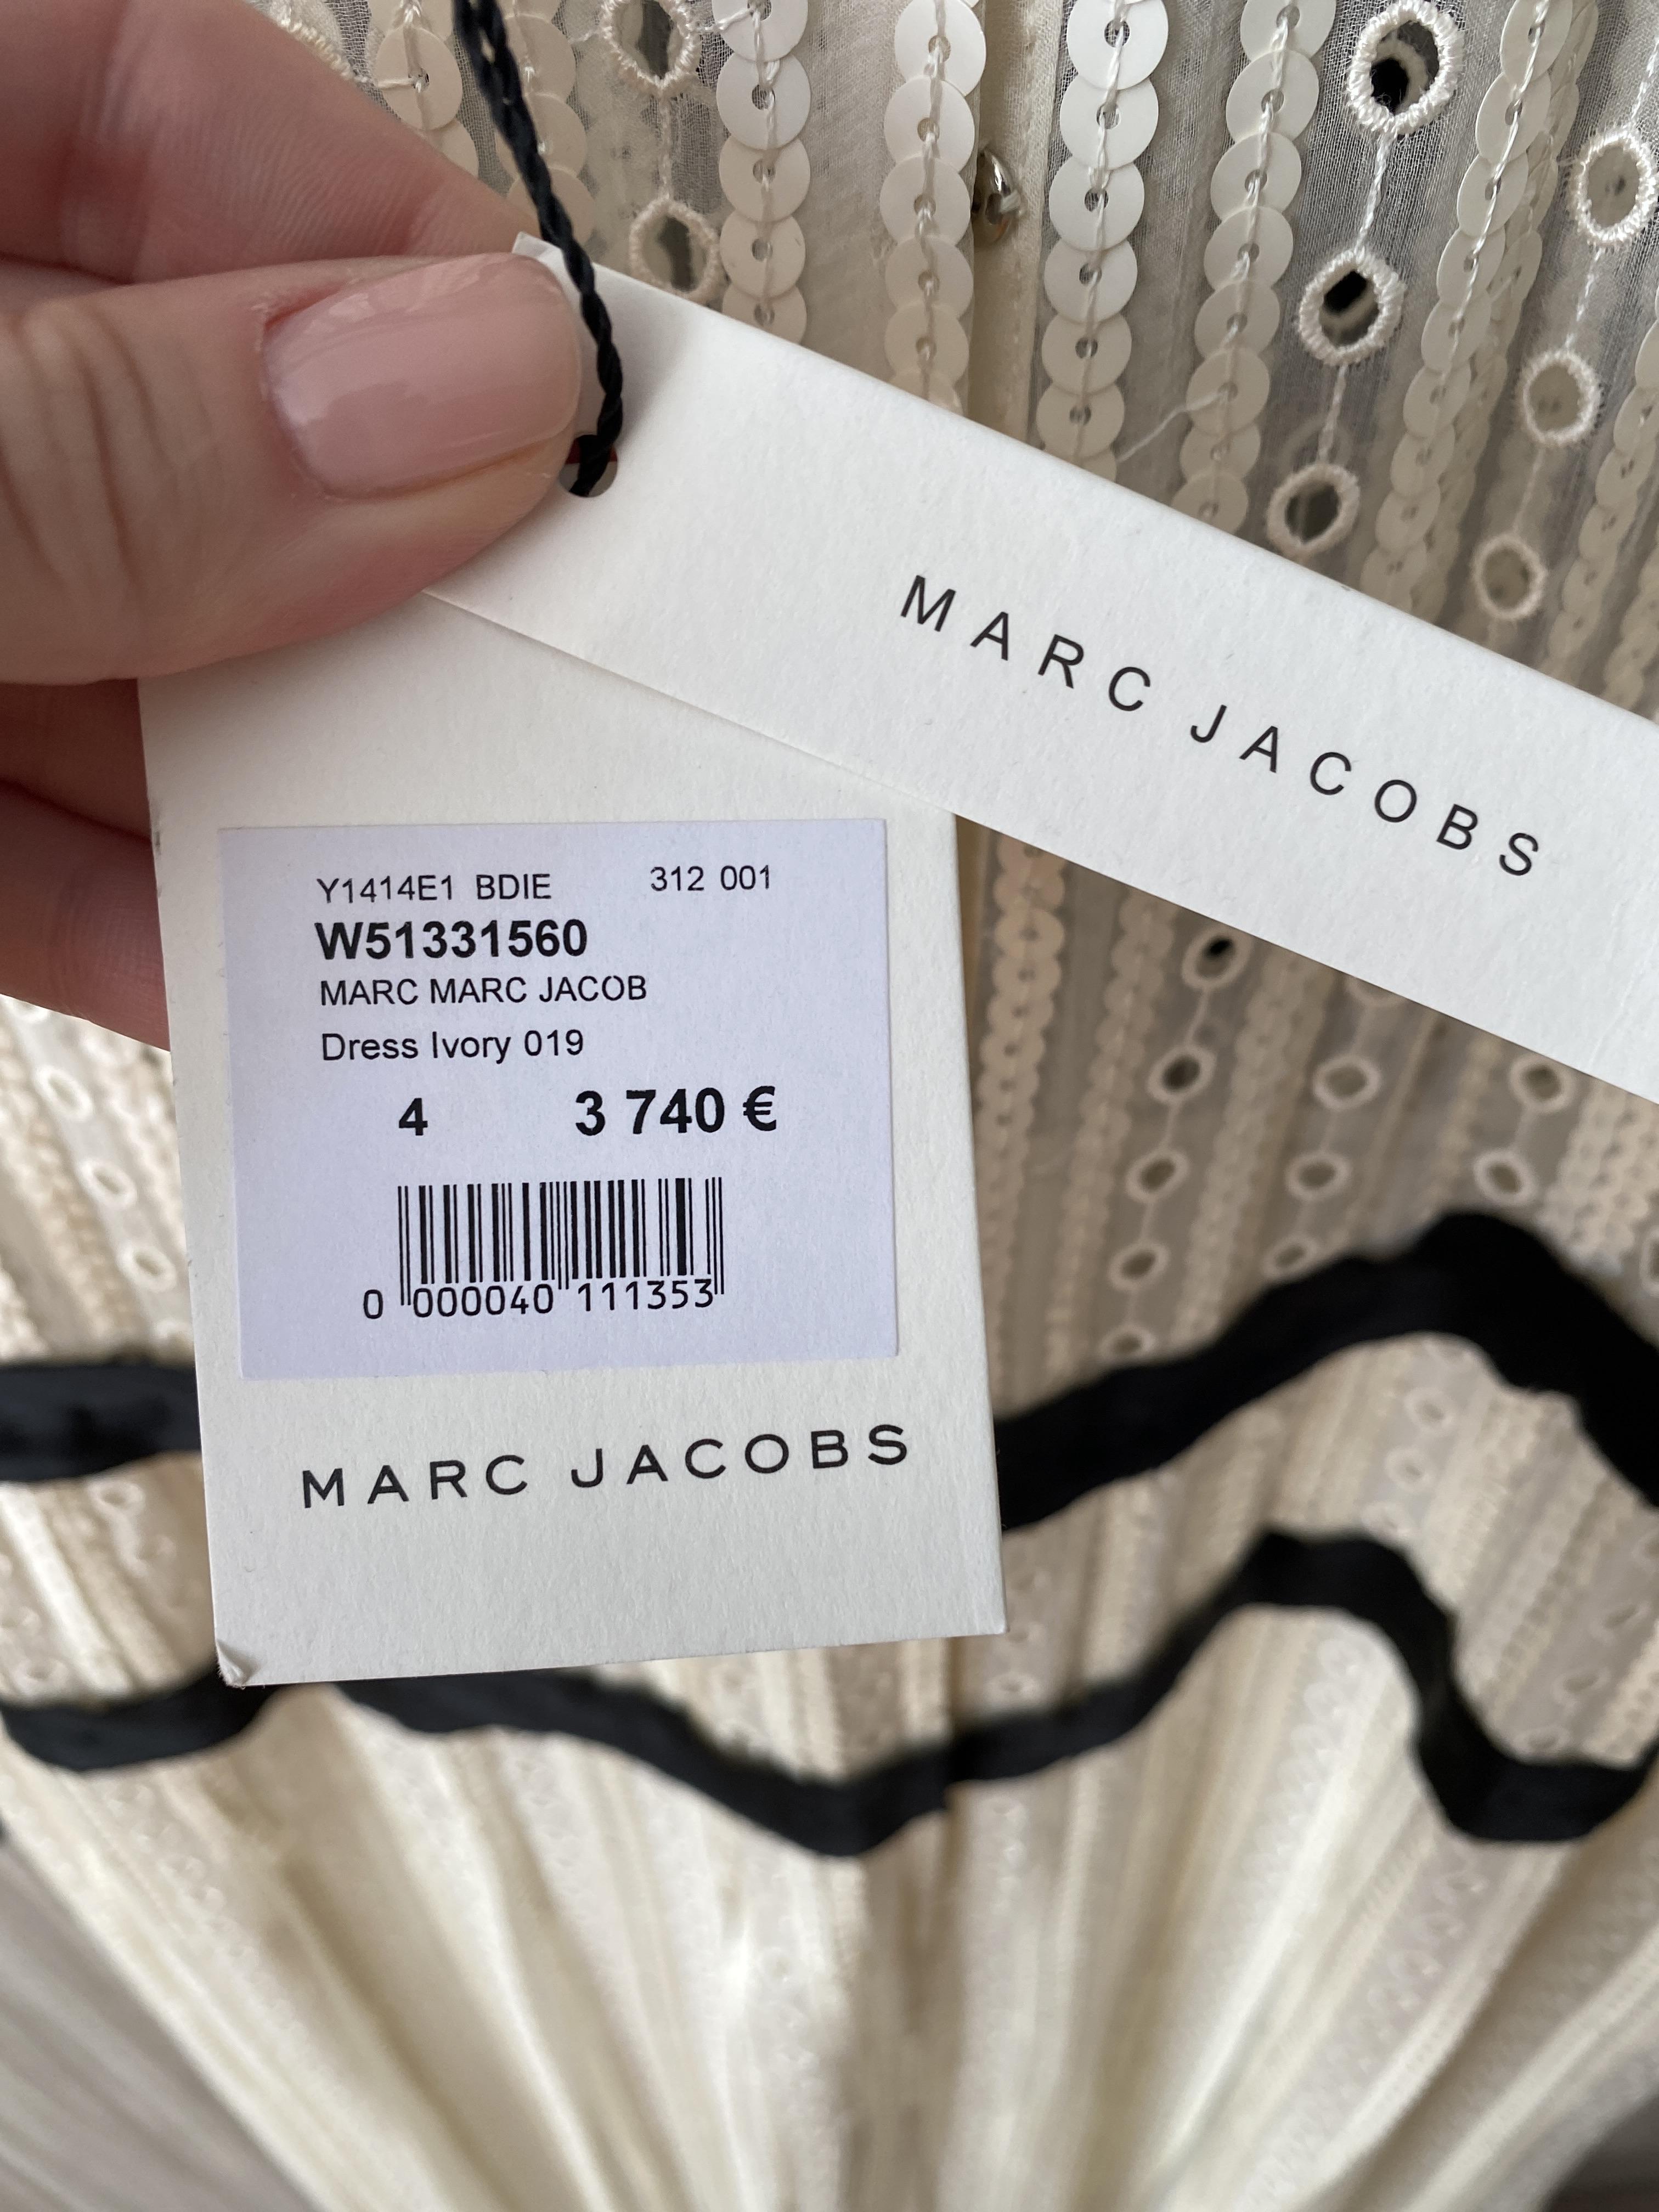 MARC JACOBS
Y1414E1 BDIE 312 001
W51331560
MARC MARC JACOB
Dress Ivory 019
4 3 740 €
0 000040 111353
MARC JACOBS